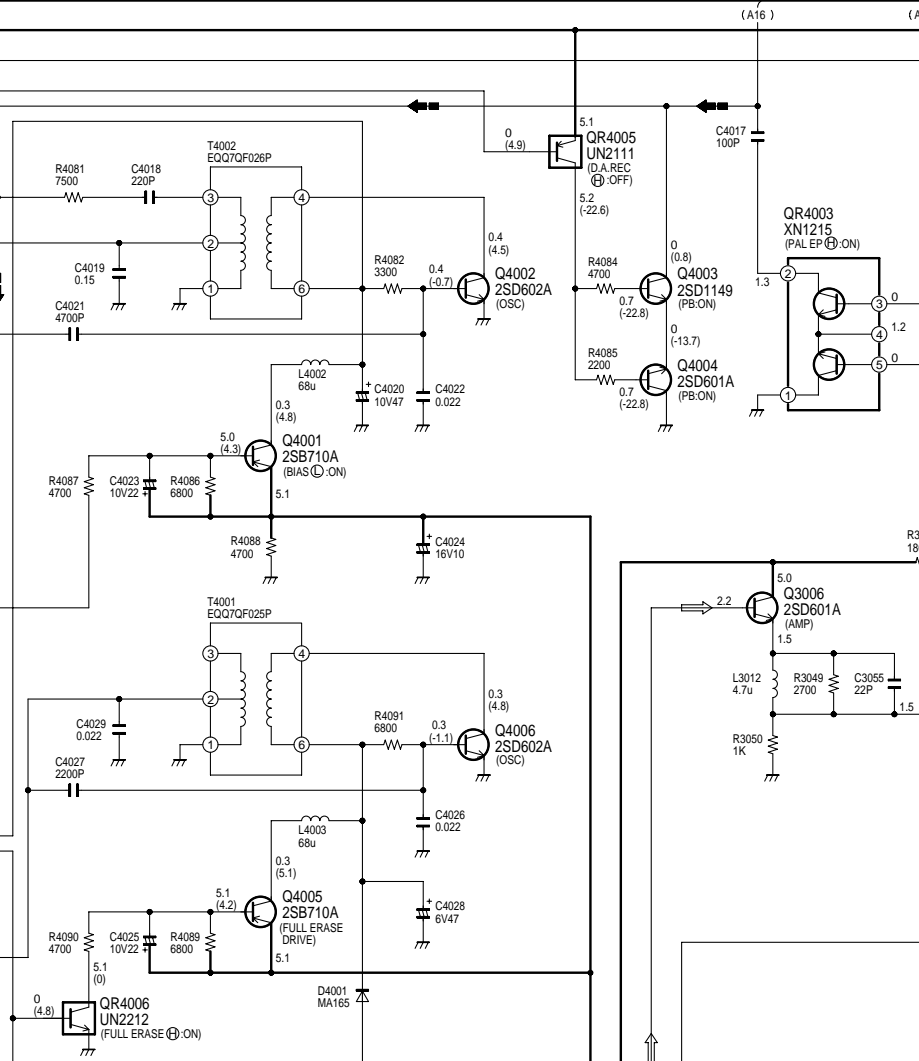 (A16 )
(A
5.1
0
(4.9)
QR4005
UN2111
(D.A.REC
Ⓗ:OFF)
5.2
(-22.6)
C4017
100P
T4002
EQQ7QF026P
R4081
7500
C4018
220P
3
4
2
1
6
C4019
0.15
C4021
4700P
R4082
3300
0.4
(4.5)
0.4
(-0.7)
Q4002
2SD602A
(OSC)
R4084
4700
0
(0.8)
Q4003
2SD1149
(PB:ON)
0.7
(-22.8)
0
(-13.7)
R4085
2200
Q4004
2SD601A
(PB:ON)
0.7
(-22.8)
QR4003
XN1215
(PAL EPⒽ:ON)
2
1.3
3
0
4
1.2
5
0
1
L4002
68u
C4020
10V47
+
C4022
0.022
0.3
(4.8)
5.0
(4.3)
Q4001
2SB710A
(BIASⓁ:ON)
5.1
R4087
4700
C4023
10V22
+
R4086
6800
R4088
4700
+
C4024
16V10
R3
18
5.0
Q3006
2SD601A
(AMP)
2.2
1.5
L3012
4.7u
R3049
2700
C3055
22P
1.5
R3050
1K
T4001
EQQ7QF025P
3
4
2
1
6
C4029
0.022
C4027
2200P
R4091
6800
0.3
(4.8)
0.3
(-1.1)
Q4006
2SD602A
(OSC)
C4026
0.022
L4003
68u
0.3
(5.1)
5.1
(4.2)
Q4005
2SB710A
(FULL ERASE
DRIVE)
5.1
+
C4028
6V47
R4090
4700
C4025
10V22
+
R4089
6800
5.1
(0)
0
(4.8)
QR4006
UN2212
(FULL ERASEⒽ:ON)
D4001
MA165